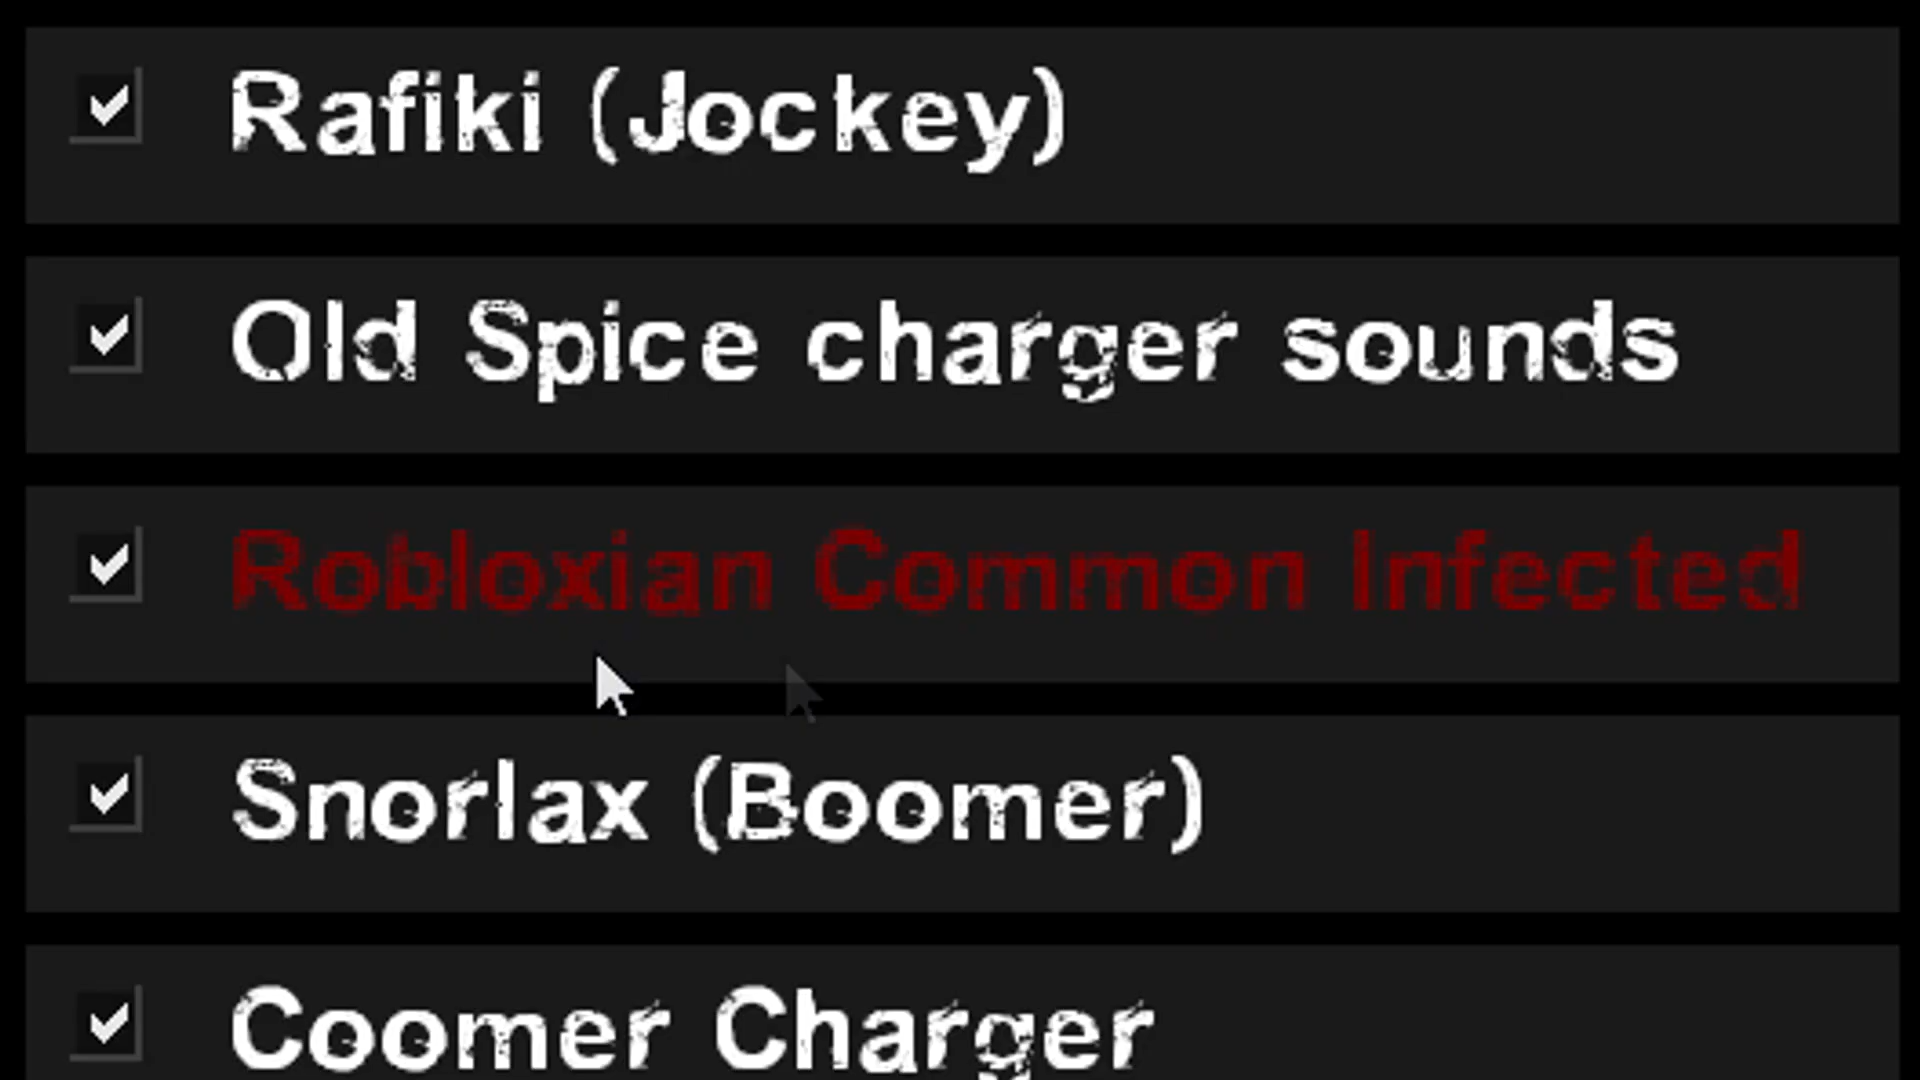 Rafiki (Jockey)
Old Spice charger sounds
Robloxian Common Infected
Snorlax (Boomer)
Coomer Charger